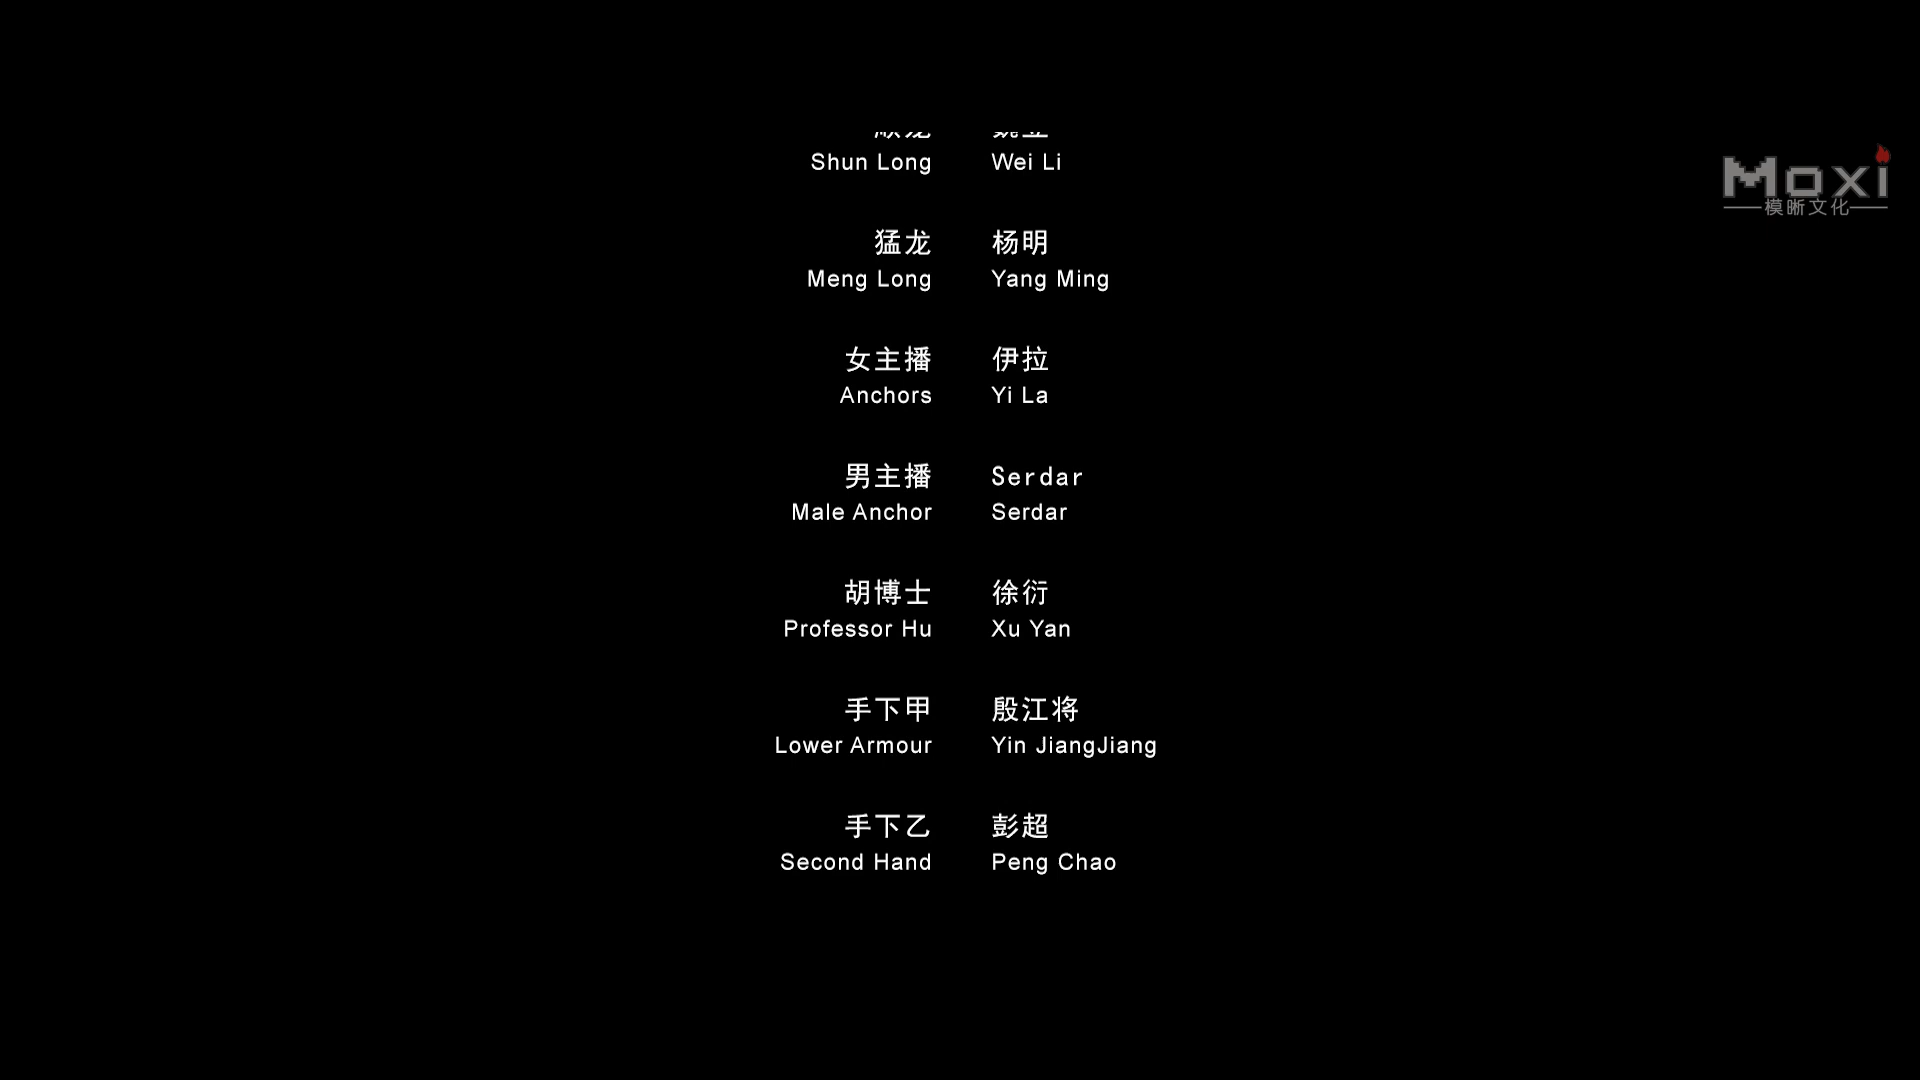 Shun Long Wei Li
猛龙 杨明
Meng Long Yang Ming
女主播 伊拉
Anchors Yi La
男主播 Serdar
Male Anchor Serdar
胡博士 徐衍
Professor Hu Xu Yan
手下甲 殷江将
Lower Armour Yin JiangJiang
手下乙 彭超
Second Hand Peng Chao
Moxi
模晰文化